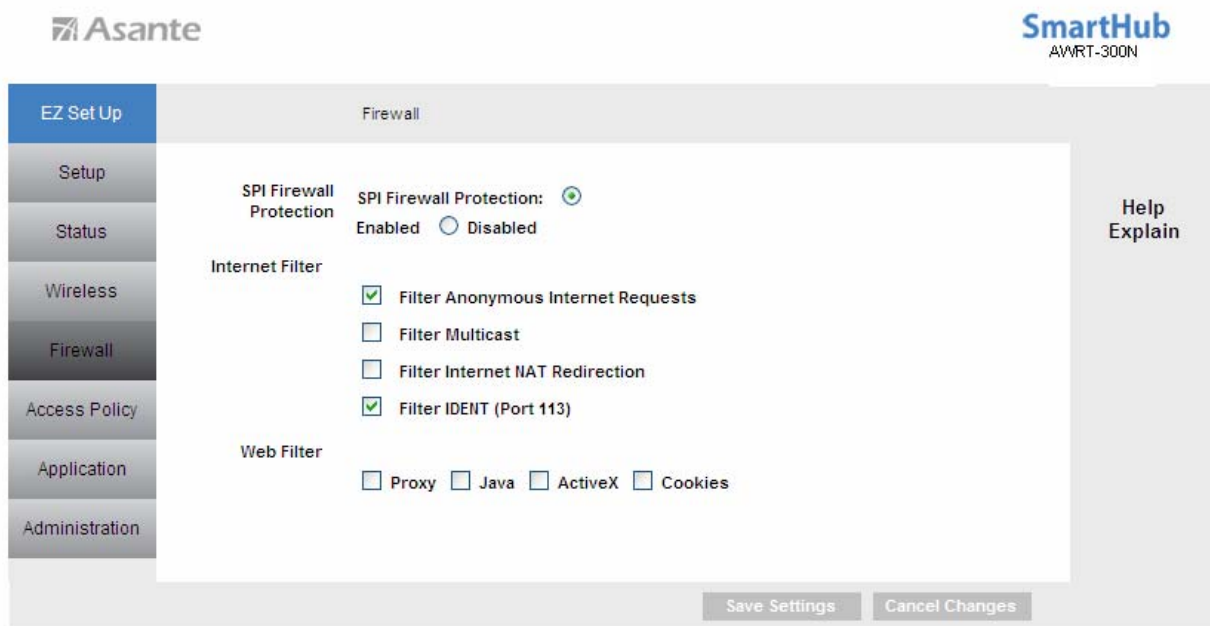 Asante
SmartHub
AWRT-300N
EZ Set Up
Firewall
Setup
Status
Wireless
Firewall
Access Policy
Application
Administration
SPI Firewall
Protection
SPI Firewall Protection:
Enabled Disabled
Internet Filter
Filter Anonymous Internet Requests
Filter Multicast
Filter Internet NAT Redirection
Filter IDENT (Port 113)
Web Filter
Proxy Java ActiveX Cookies
Help
Explain
Save Settings Cancel Changes